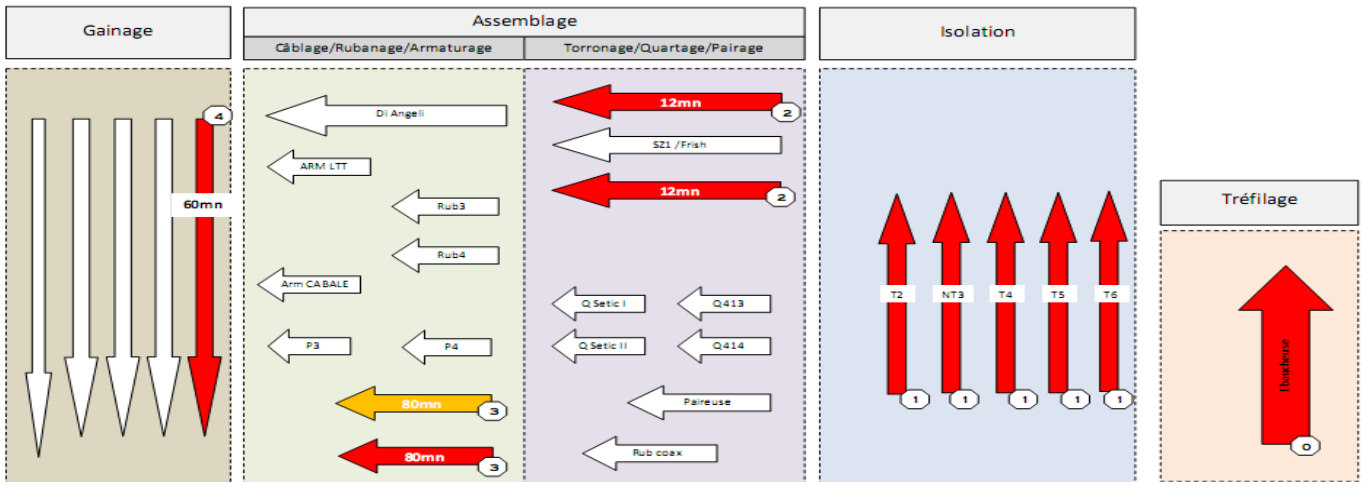 Gainage
Assemblage
Câblage/Rubanage/Armaturage
Torronage/Quartage/Pairage
Isolation
Tréfilage
4
60mn
Di Angeli
ARM LTT
Rub3
Rub4
Arm CABALE
P3
P4
80mn
3
80mn
3
12mn
2
SZ1 /Frish
12mn
2
Q Setic I
Q413
Q Setic II
Q414
Paireuse
Rub coax
T2
NT3
T4
T5
T6
1
1
1
1
1
Ebaucheuse
0